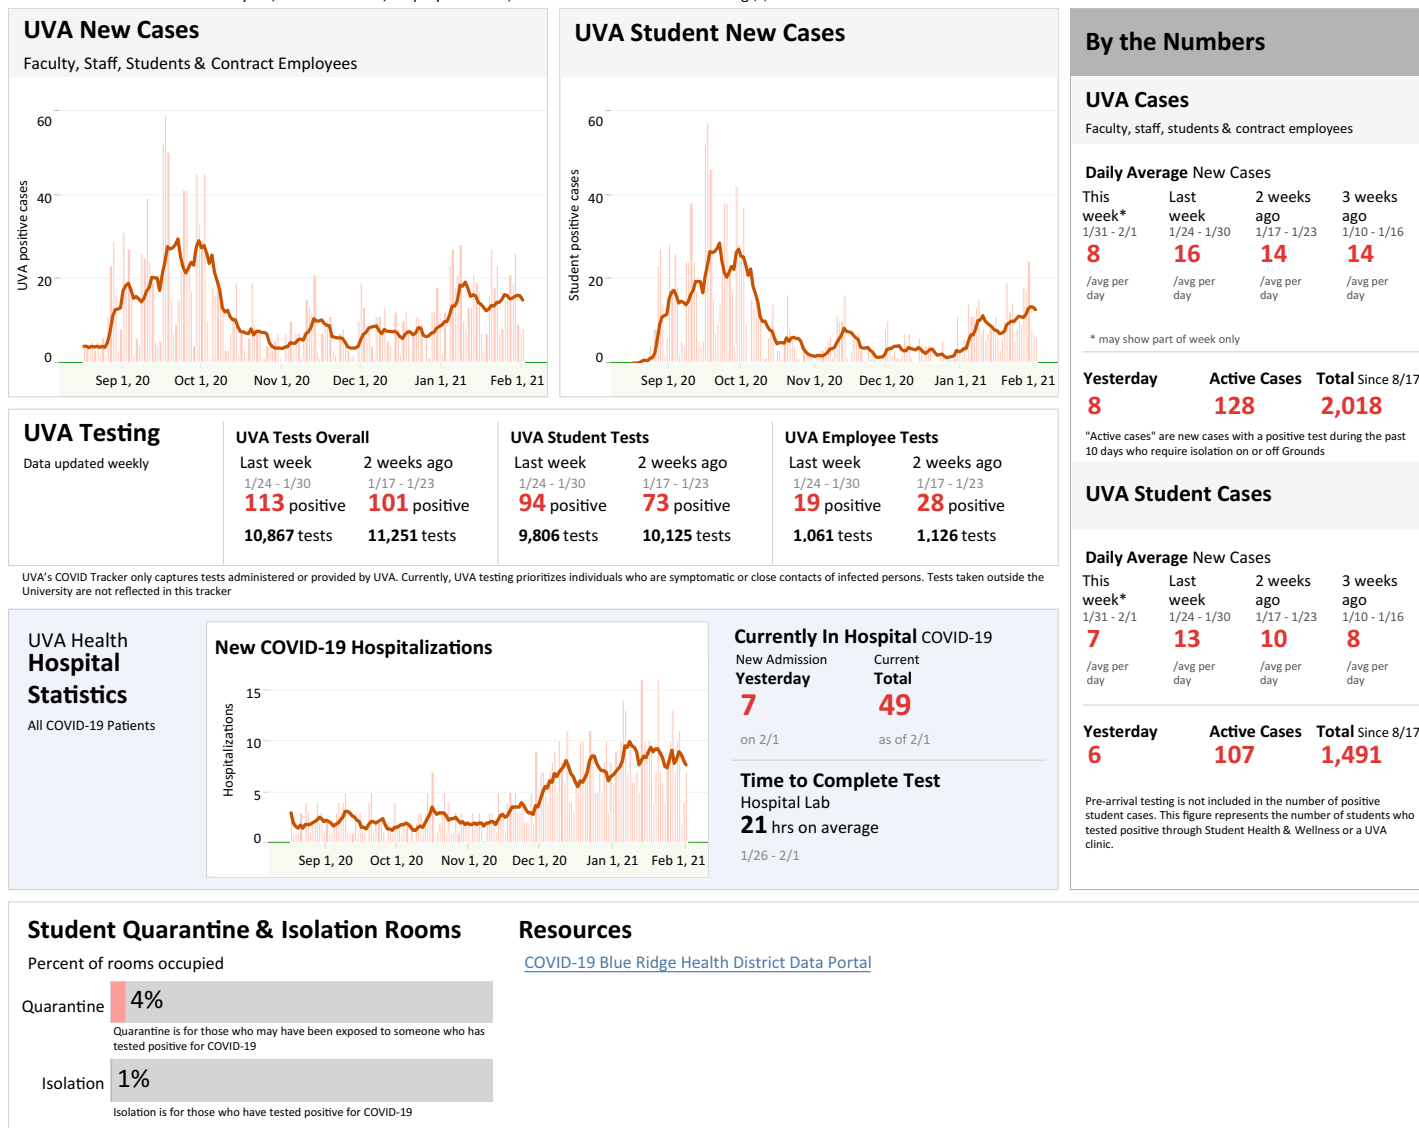 UVA New Cases
Faculty, Staff, Students & Contract Employees
UVA positive cases
60
40
20
0
Sep 1, 20 Oct 1, 20 Nov 1, 20 Dec 1, 20 Jan 1, 21 Feb 1, 21
UVA Student New Cases
Student positive cases
60
40
20
0
Sep 1, 20 Oct 1, 20 Nov 1, 20 Dec 1, 20 Jan 1, 21 Feb 1, 21
By the Numbers
UVA Cases
Faculty, staff, students & contract employees
Daily Average New Cases
This Last 2 weeks 3 weeks
week* week ago ago
1/31 - 2/1 1/24 - 1/30 1/17 - 1/23 1/10 - 1/16
8 16 14 14
/avg per /avg per /avg per /avg per
day day day day
* may show part of week only
Yesterday Active Cases Total Since 8/17
8 128 2,018
"Active cases" are new cases with a positive test during the past
10 days who require isolation on or off Grounds
UVA Student Cases
Daily Average New Cases
This Last 2 weeks 3 weeks
week* week ago ago
1/31 - 2/1 1/24 - 1/30 1/17 - 1/23 1/10 - 1/16
7 13 10 8
/avg per /avg per /avg per /avg per
day day day day
Yesterday Active Cases Total Since 8/17
6 107 1,491
Pre-arrival testing is not included in the number of positive
student cases. This figure represents the number of students who
tested positive through Student Health & Wellness or a UVA
clinic.
UVA Testing
Data updated weekly
UVA Tests Overall
Last week 2 weeks ago
1/24 - 1/30 1/17 - 1/23
113 positive 101 positive
10,867 tests 11,251 tests
UVA Student Tests
Last week 2 weeks ago
1/24 - 1/30 1/17 - 1/23
94 positive 73 positive
9,806 tests 10,125 tests
UVA Employee Tests
Last week 2 weeks ago
1/24 - 1/30 1/17 - 1/23
19 positive 28 positive
1,061 tests 1,126 tests
UVA's COVID Tracker only captures tests administered or provided by UVA. Currently, UVA testing prioritizes individuals who are symptomatic or close contacts of infected persons. Tests taken outside the
University are not reflected in this tracker
UVA Health
Hospital
Statistics
All COVID-19 Patients
New COVID-19 Hospitalizations
Hospitalizations
15
10
5
0
Sep 1, 20 Oct 1, 20 Nov 1, 20 Dec 1, 20 Jan 1, 21 Feb 1, 21
Currently In Hospital COVID-19
New Admission Current
Yesterday Total
7 49
on 2/1 as of 2/1
Time to Complete Test
Hospital Lab
21 hrs on average
1/26 - 2/1
Student Quarantine & Isolation Rooms
Percent of rooms occupied
Quarantine 4%
Quarantine is for those who may have been exposed to someone who has
tested positive for COVID-19
Isolation 1%
Isolation is for those who have tested positive for COVID-19
Resources
COVID-19 Blue Ridge Health District Data Portal